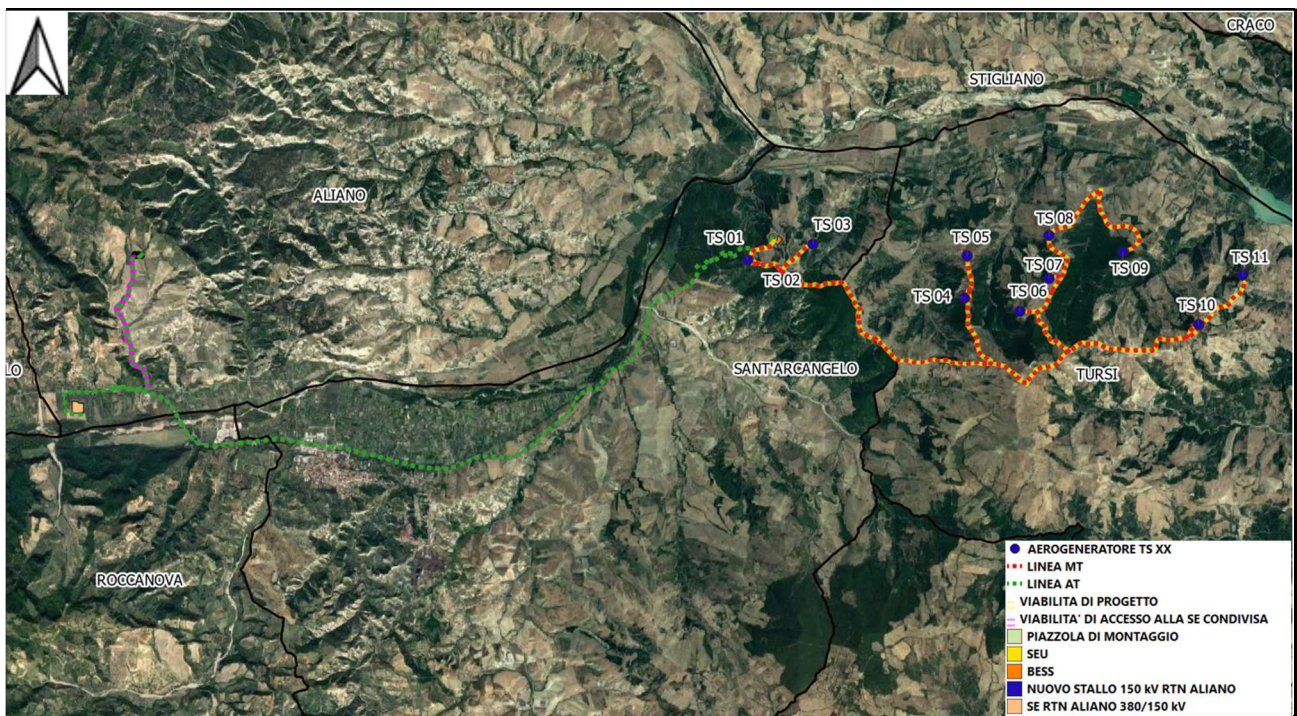 CRACO
STIGLIANO
ALIANO
TS 01
TS 03
TS 02
TS 05
TS 04
TS 08
TS 07
TS 06
TS 09
TS 11
TS 10
LO
SANT'ARCANGELO
TURSI
ROCCANOVA
AEROGENERATORE TS XX
LINEA MT
LINEA AT
VIABILITA DI PROGETTO
VIABILITA' DI ACCESSO ALLA SE CONDIVISA
PIAZZOLA DI MONTAGGIO
SEU
BESS
NUOVO STALLO 150 kV RTN ALIANO
SE RTN ALIANO 380/150 kV